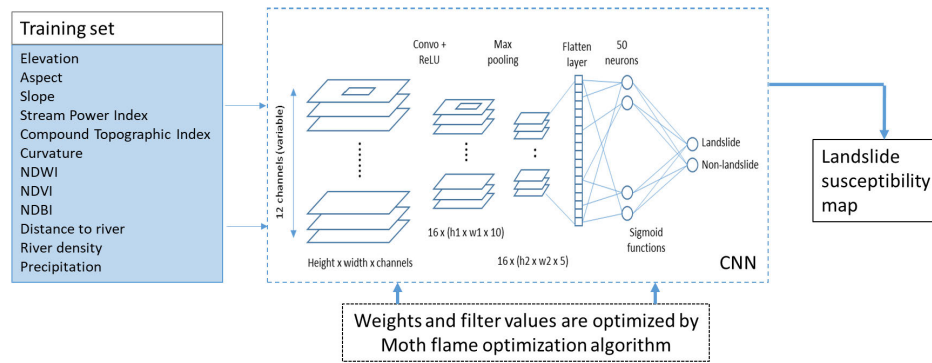 Training set
Elevation
Aspect
Slope
Stream Power Index
Compound Topographic Index
Curvature
NDWI
NDVI
NDBI
Distance to river
River density
Precipitation
12 channels (variable)
Convo +
ReLU
Max
pooling
Flatten
layer
50
neurons
Landslide
Non-landslide
16 x (h1 x w1 x 10)
Sigmoid
functions
Height x width x channels
16 x (h2 x w2 x 5)
CNN
Landslide
susceptibility
map
Weights and filter values are optimized by
Moth flame optimization algorithm